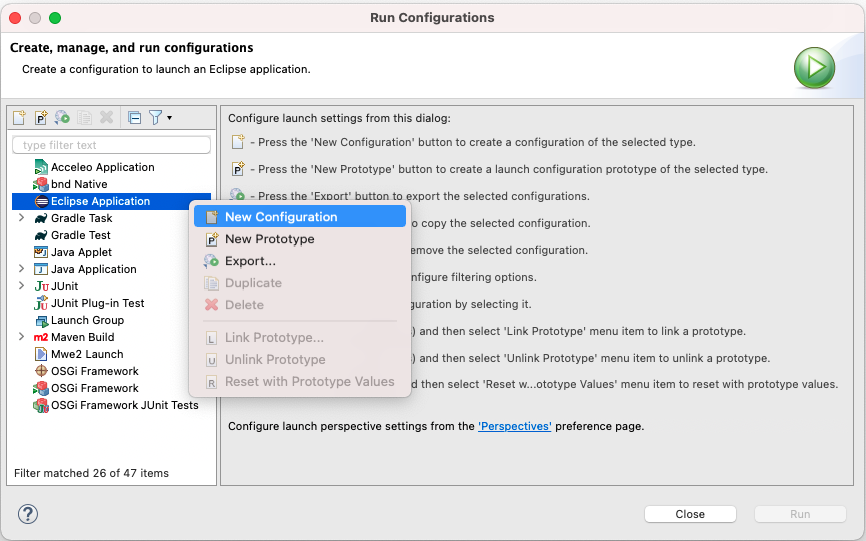 Run Configurations
Create, manage, and run configurations
Create a configuration to launch an Eclipse application.
type filter text
Acceleo Application
bnd Native
Eclipse Application
Gradle Task
Gradle Test
Java Applet
Java Application
JUnit
JUnit Plug-in Test
Launch Group
Maven Build
Mwe2 Launch
OSGi Framework
OSGi Framework
OSGi Framework JUnit Tests
Filter matched 26 of 47 items
New Configuration
New Prototype
Export...
Duplicate
Delete
Link Prototype...
Unlink Prototype
Reset with Prototype Values
Configure launch settings from this dialog:
- Press the 'New Configuration' button to create a configuration of the selected type.
- Press the 'New Prototype' button to create a launch configuration prototype of the selected type.
- Press the 'Export' button to export the selected configurations.
to copy the selected configuration.
remove the selected configuration.
figure filtering options.
guration by selecting it.
) and then select 'Link Prototype' menu item to link a prototype.
) and then select 'Unlink Prototype' menu item to unlink a prototype.
d then select 'Reset w...ototype Values' menu item to reset with prototype values.
Configure launch perspective settings from the 'Perspectives' preference page.
Close
Run